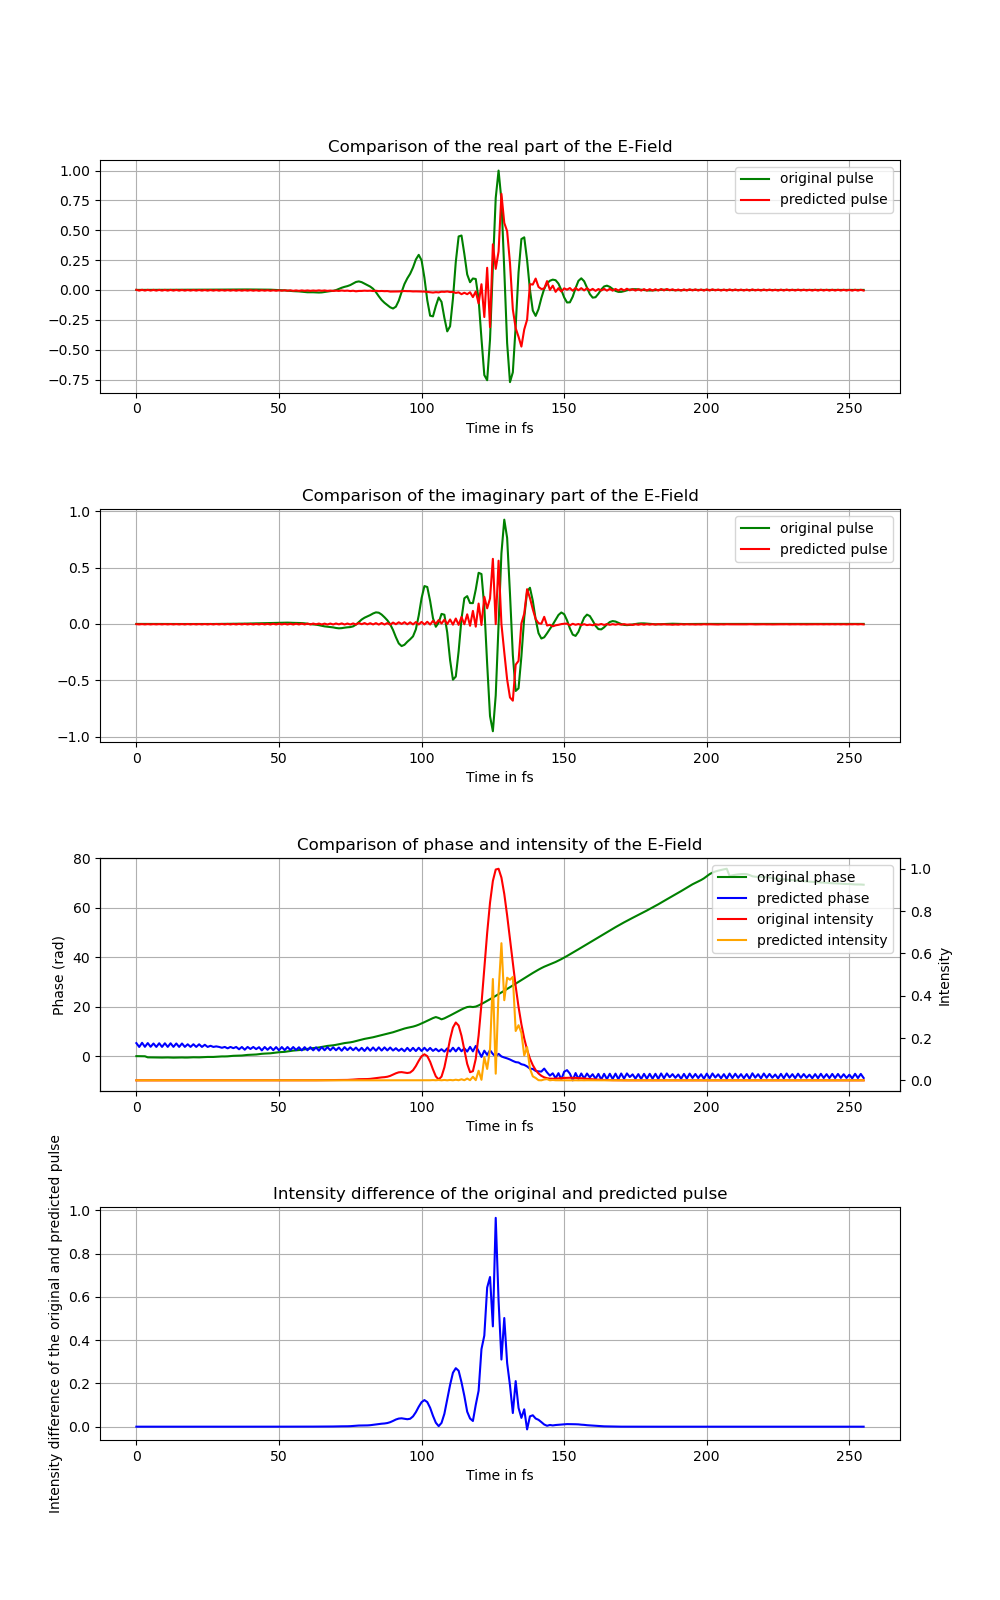 Comparison of the real part of the E-Field
1.00
0.75
0.50
0.25
0.00
−0.25
−0.50
−0.75
original pulse
predicted pulse
0 50 100 150 200 250
Time in fs
Comparison of the imaginary part of the E-Field
1.0
0.5
0.0
−0.5
−1.0
original pulse
predicted pulse
0 50 100 150 200 250
Time in fs
Comparison of phase and intensity of the E-Field
Phase (rad)
80
60
40
20
0
original phase
predicted phase
original intensity
predicted intensity
1.0
0.8
0.6
0.4
0.2
0.0
Intensity
0 50 100 150 200 250
Time in fs
Intensity difference of the original and predicted pulse
Intensity difference of the original and predicted pulse
1.0
0.8
0.6
0.4
0.2
0.0
0 50 100 150 200 250
Time in fs